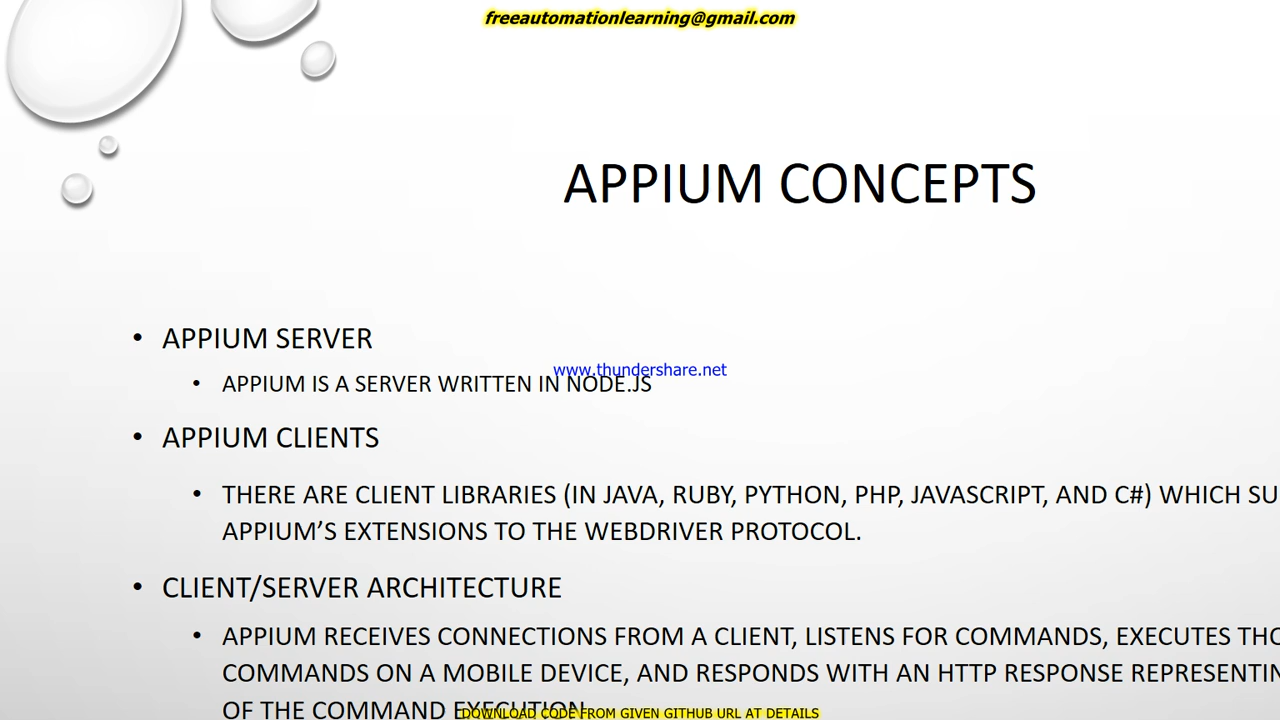 freeautomationlearning@gmail.com
APPIUM CONCEPTS
• APPIUM SERVER
www.thundershare.net
• APPIUM IS A SERVER WRITTEN IN NODE.JS
• APPIUM CLIENTS
• THERE ARE CLIENT LIBRARIES (IN JAVA, RUBY, PYTHON, PHP, JAVASCRIPT, AND C#) WHICH SU
APPIUM’S EXTENSIONS TO THE WEBDRIVER PROTOCOL.
• CLIENT/SERVER ARCHITECTURE
• APPIUM RECEIVES CONNECTIONS FROM A CLIENT, LISTENS FOR COMMANDS, EXECUTES THO
COMMANDS ON A MOBILE DEVICE, AND RESPONDS WITH AN HTTP RESPONSE REPRESENTIN
OF THE COMMAND EXECUTION
DOWNLOAD CODE FROM GIVEN GITHUB URL AT DETAILS